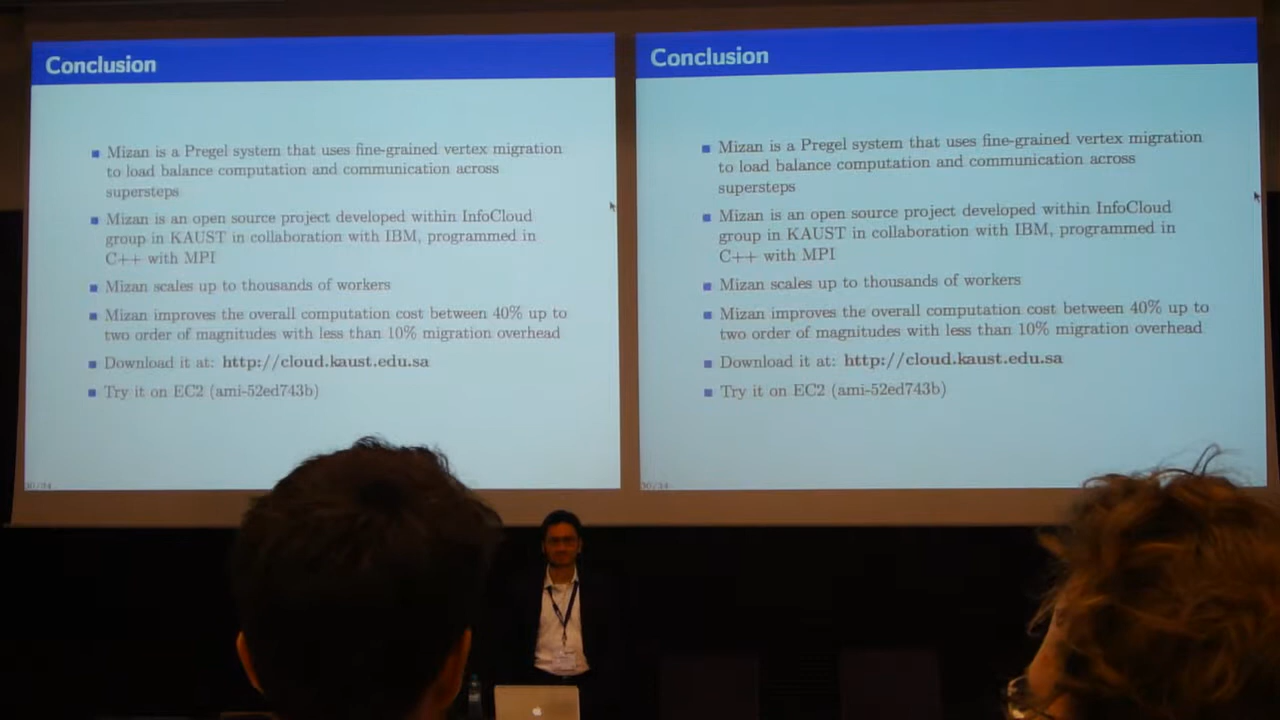 Conclusion
Mizan is a Pregel system that uses fine-grained vertex migration
to load balance computation and communication across
supersteps
Mizan is an open source project developed within InfoCloud
group in KAUST in collaboration with IBM, programmed in
C++ with MPI
Mizan scales up to thousands of workers
Mizan improves the overall computation cost between 40% up to
two order of magnitudes with less than 10% migration overhead
Download it at: http://cloud.kaust.edu.sa
Try it on EC2 (ami-52ed743b)
30/34
Conclusion
Mizan is a Pregel system that uses fine-grained vertex migration
to load balance computation and communication across
supersteps
Mizan is an open source project developed within InfoCloud
group in KAUST in collaboration with IBM, programmed in
C++ with MPI
Mizan scales up to thousands of workers
Mizan improves the overall computation cost between 40% up to
two order of magnitudes with less than 10% migration overhead
Download it at: http://cloud.kaust.edu.sa
Try it on EC2 (ami-52ed743b)
30/34